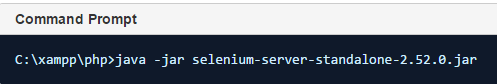 Command Prompt
C:\xampp\php>java -jar selenium-server-standalone-2.52.0.jar